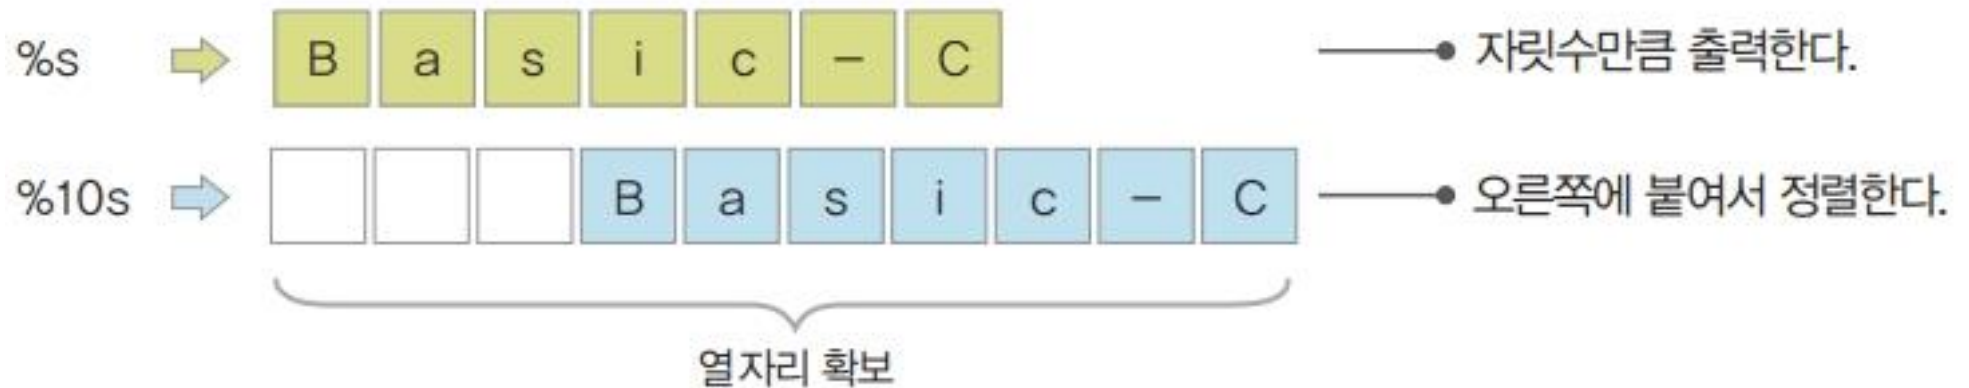 %s B a s i c - C 자릿수만큼 출력한다.
%10s B a s i c - C 오른쪽에 붙여서 정렬한다.
열자리 확보